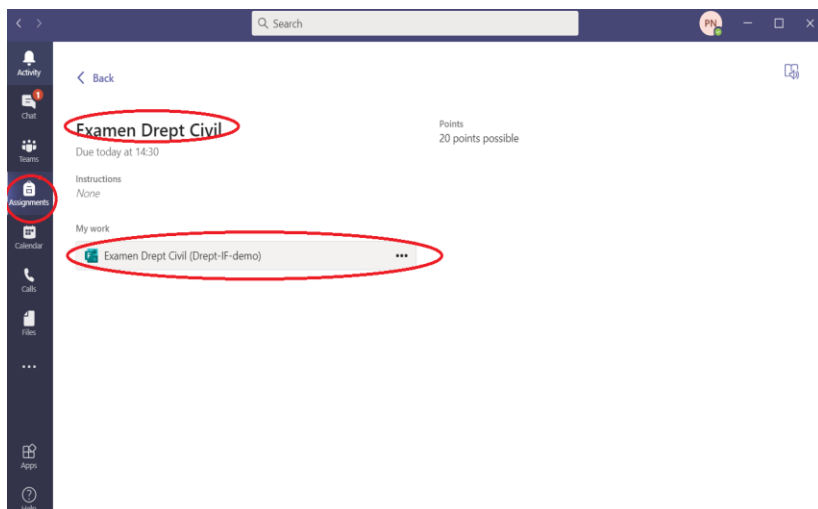 Search
PN
Activity
Back
1
Chat
Examen Drept Civil
Points
Due today at 14:30
20 points possible
Teams
Instructions
None
Assignments
My work
Calendar
Examen Drept Civil (Drept-IF-demo)
Calls
Files
Apps
Help